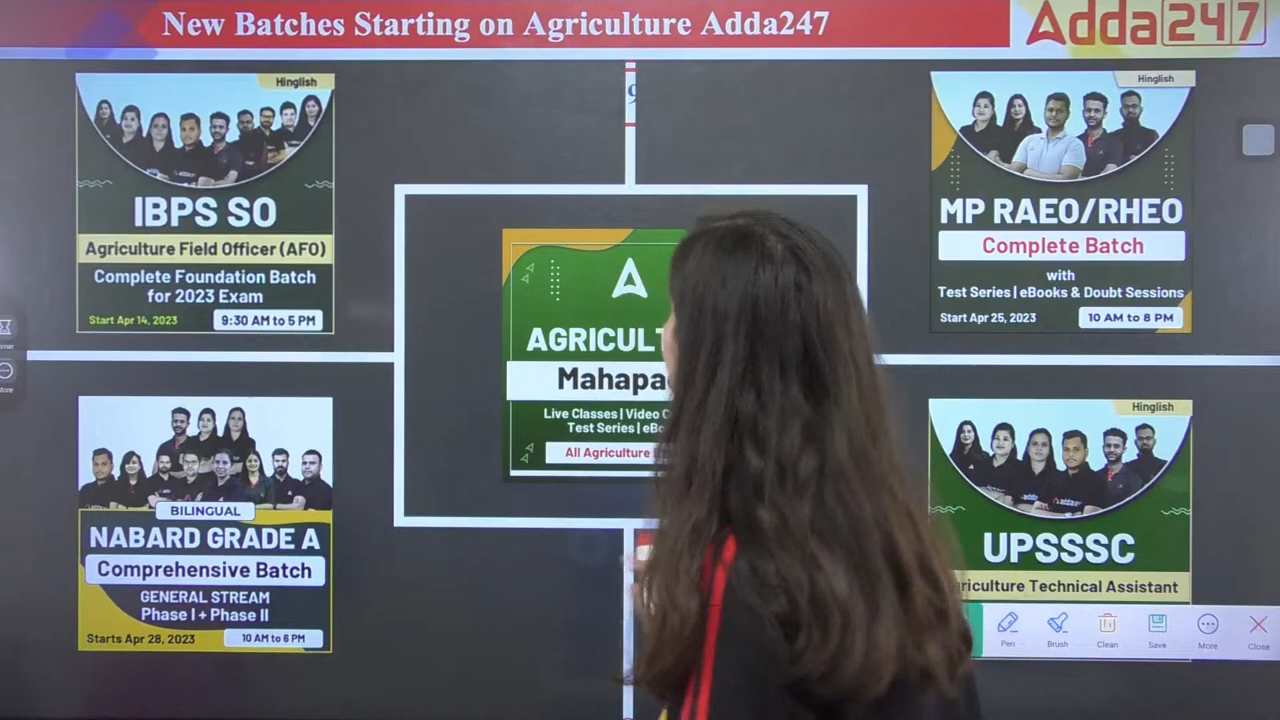 New Batches Starting on Agriculture Adda247
Adda247
Hinglish
IBPS SO
Agriculture Field Officer (AFO)
Complete Foundation Batch
for 2023 Exam
Start Apr 14, 2023
9:30 AM to 5 PM
BILINGUAL
NABARD GRADE A
Comprehensive Batch
GENERAL STREAM
Phase I + Phase II
Starts Apr 28, 2023
10 AM to 6 PM
Live Classes | Video
Test Series |
All Agriculture
Hinglish
MP RAEO/RHEO
Complete Batch
with
Test Series | eBooks & Doubt Sessions
Start Apr 25, 2023
10 AM to 8 PM
Hinglish
UPSSSC
Technical Assistant
Pen
Brush
Clean
Save
More
Close